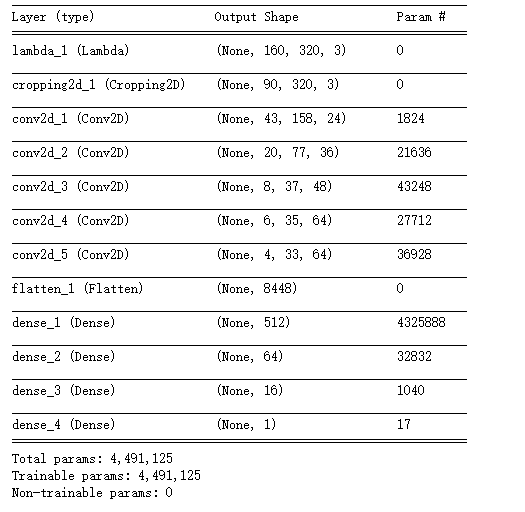 Layer (type) Output Shape Param #
lambda_1 (Lambda) (None, 160, 320, 3) 0
cropping2d_1 (Cropping2D) (None, 90, 320, 3) 0
conv2d_1 (Conv2D) (None, 43, 158, 24) 1824
conv2d_2 (Conv2D) (None, 20, 77, 36) 21636
conv2d_3 (Conv2D) (None, 8, 37, 48) 43248
conv2d_4 (Conv2D) (None, 6, 35, 64) 27712
conv2d_5 (Conv2D) (None, 4, 33, 64) 36928
flatten_1 (Flatten) (None, 8448) 0
dense_1 (Dense) (None, 512) 4325888
dense_2 (Dense) (None, 64) 32832
dense_3 (Dense) (None, 16) 1040
dense_4 (Dense) (None, 1) 17
Total params: 4,491,125
Trainable params: 4,491,125
Non-trainable params: 0